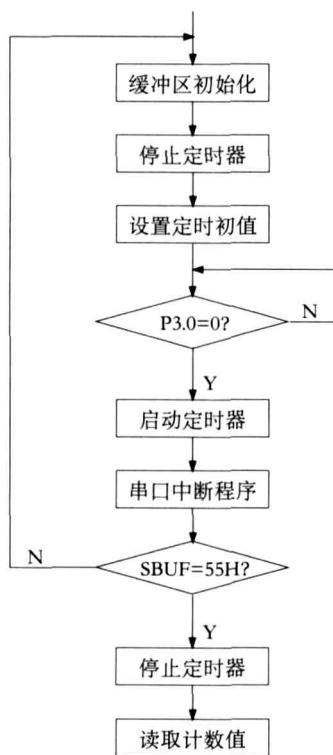 缓冲区初始化
停止定时器
设置定时初值
P3.0=0?
N
Y
启动定时器
串口中断程序
N
SBUF=55H?
Y
停止定时器
读取计数值